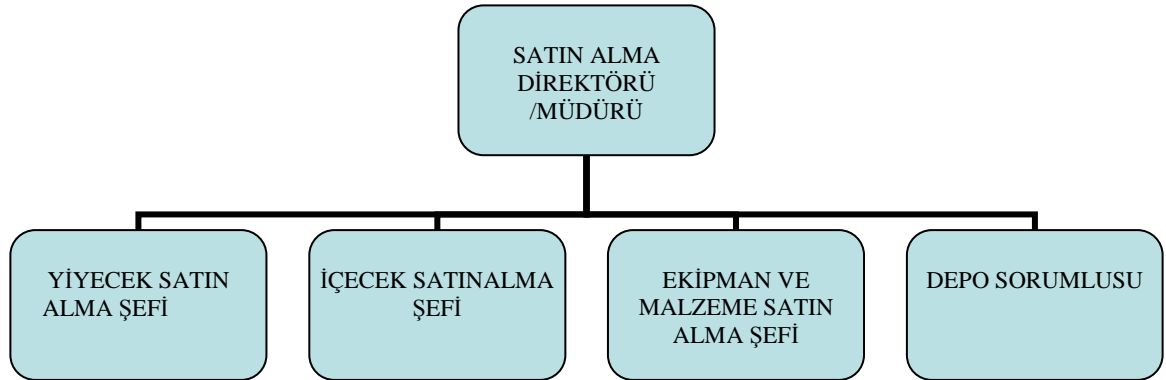 SATIN ALMA
DİREKTÖRÜ
/MÜDÜRÜ
YİYECEK SATIN
ALMA ŞEFİ
İÇECEK SATINALMA
ŞEFİ
EKİPMAN VE
MALZEME SATIN
ALMA ŞEFİ
DEPO SORUMLUSU